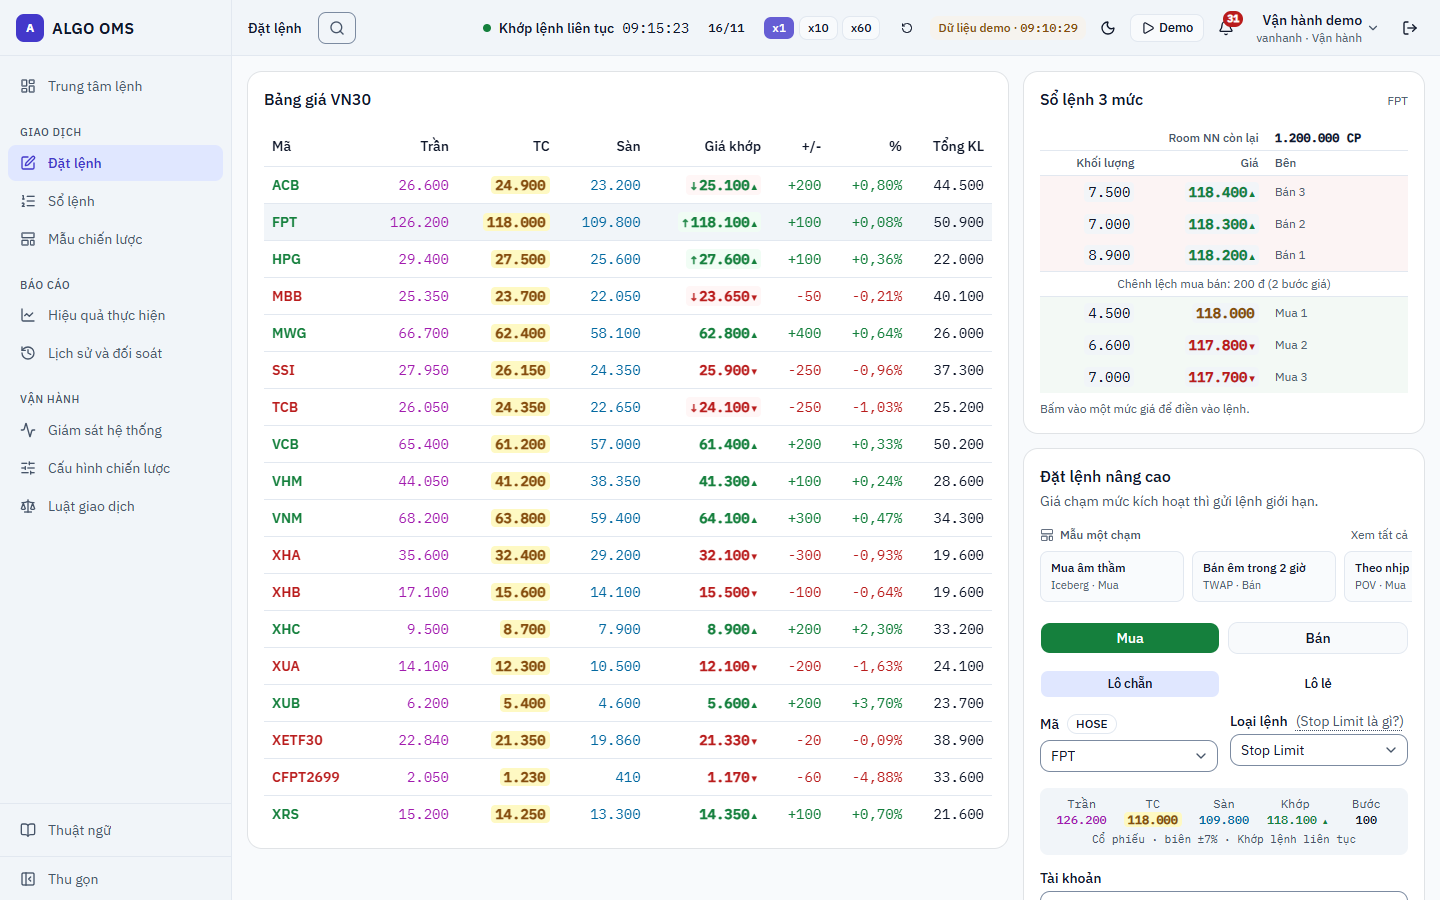 A ALGO OMS
Đặt lệnh
Khớp lệnh liên tục 09:15:23 16/11 x1 x10 x60 Dữ liệu demo · 09:10:29 Demo 31
Vận hành demo
vanhanh · Vận hành
Trung tâm lệnh
GIAO DỊCH
Đặt lệnh
Sổ lệnh
Mẫu chiến lược
BÁO CÁO
Hiệu quả thực hiện
Lịch sử và đối soát
VẬN HÀNH
Giám sát hệ thống
Cấu hình chiến lược
Luật giao dịch
Thuật ngữ
Thu gọn
Bảng giá VN30
Mã Trần TC Sàn Giá khớp +/- % Tổng KL
ACB 26.600 24.900 23.200 ↓25.100▲ +200 +0,80% 44.500
FPT 126.200 118.000 109.800 ↑118.100▲ +100 +0,08% 50.900
HPG 29.400 27.500 25.600 ↑27.600▲ +100 +0,36% 22.000
MBB 25.350 23.700 22.050 ↓23.650▼ -50 -0,21% 40.100
MWG 66.700 62.400 58.100 62.800▲ +400 +0,64% 26.000
SSI 27.950 26.150 24.350 25.900▼ -250 -0,96% 37.300
TCB 26.050 24.350 22.650 ↓24.100▼ -250 -1,03% 25.200
VCB 65.400 61.200 57.000 61.400▲ +200 +0,33% 50.200
VHM 44.050 41.200 38.350 41.300▲ +100 +0,24% 28.600
VNM 68.200 63.800 59.400 64.100▲ +300 +0,47% 34.300
XHA 35.600 32.400 29.200 32.100▼ -300 -0,93% 19.600
XHB 17.100 15.600 14.100 15.500▼ -100 -0,64% 19.600
XHC 9.500 8.700 7.900 8.900▲ +200 +2,30% 33.200
XUA 14.100 12.300 10.500 12.100▼ -200 -1,63% 24.100
XUB 6.200 5.400 4.600 5.600▲ +200 +3,70% 23.700
XETF30 22.840 21.350 19.860 21.330▼ -20 -0,09% 38.900
CFPT2699 2.050 1.230 410 1.170▼ -60 -4,88% 33.600
XRS 15.200 14.250 13.300 14.350▲ +100 +0,70% 21.600
Sổ lệnh 3 mức FPT
Room NN còn lại 1.200.000 CP
Khối lượng Giá Bên
7.500 118.400▲ Bán 3
7.000 118.300▲ Bán 2
8.900 118.200▲ Bán 1
Chênh lệch mua bán: 200 đ (2 bước giá)
4.500 118.000 Mua 1
6.600 117.800▼ Mua 2
7.000 117.700▼ Mua 3
Bấm vào một mức giá để điền vào lệnh.
Đặt lệnh nâng cao
Giá chạm mức kích hoạt thì gửi lệnh giới hạn.
Mẫu một chạm Xem tất cả
Mua âm thầm Bán êm trong 2 giờ Theo nhịp
Iceberg · Mua TWAP · Bán POV · Mua
Mua Bán
Lô chẵn Lô lẻ
Mã HOSE Loại lệnh (Stop Limit là gì?)
FPT Stop Limit
Trần TC Sàn Khớp Bước
126.200 118.000 109.800 118.100 ▲ 100
Cổ phiếu · biên ±7% · Khớp lệnh liên tục
Tài khoản